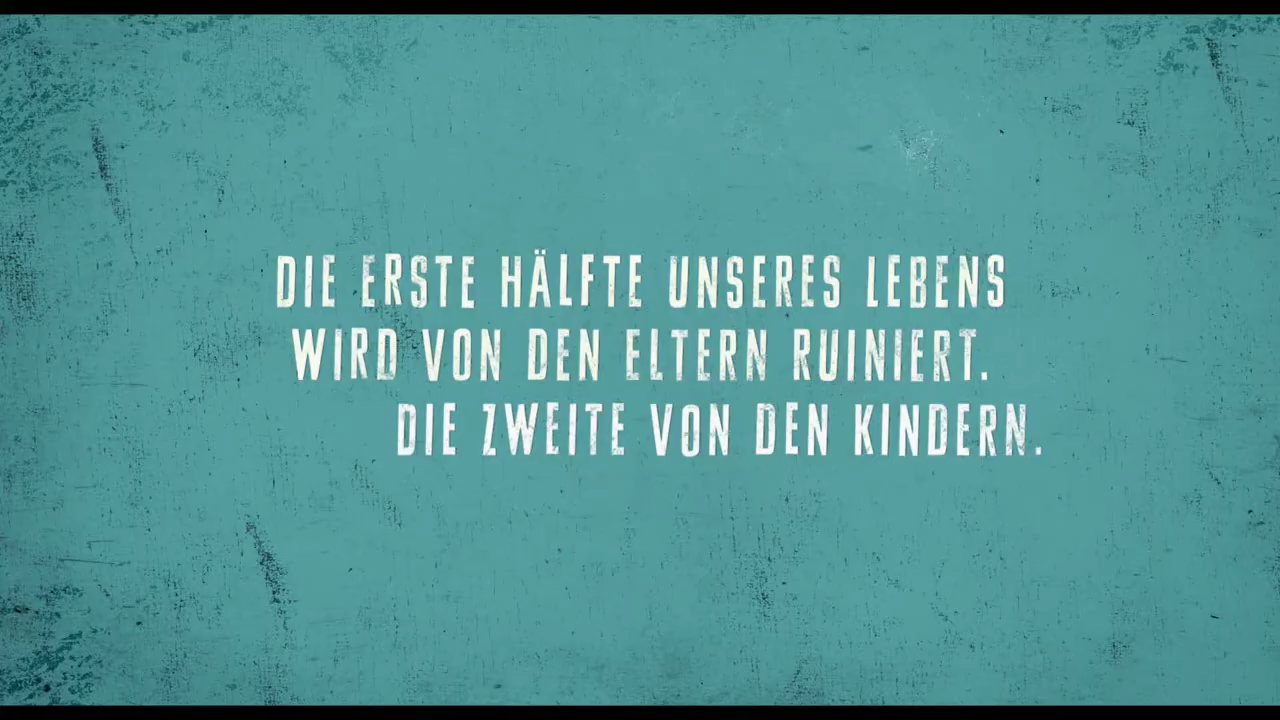 DIE ERSTE HÄLFTE UNSERES LEBENS
WIRD VON DEN ELTERN RUINIERT.
DIE ZWEITE VON DEN KINDERN.